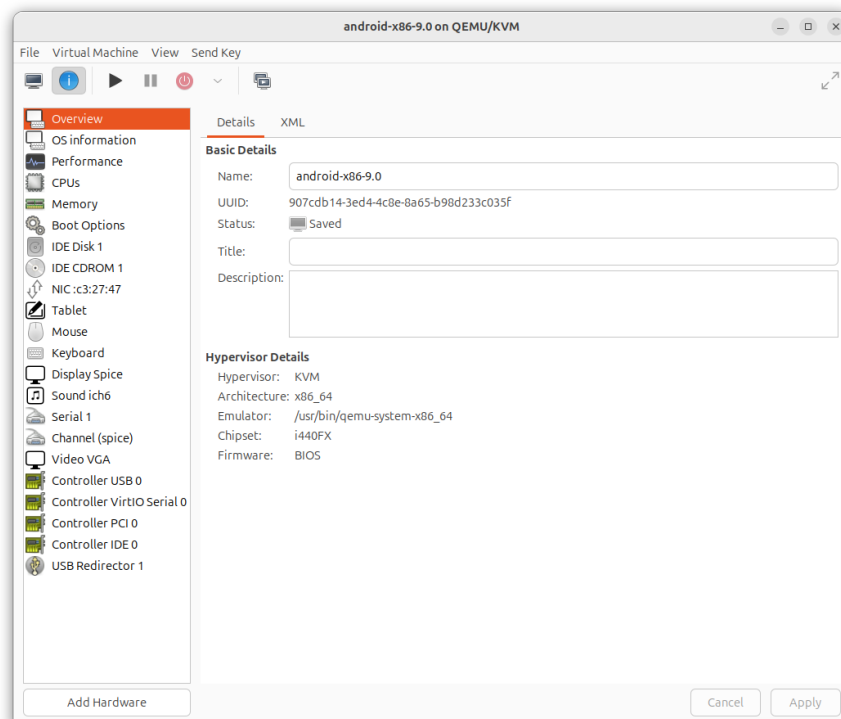 android-x86-9.0 on QEMU/KVM
File Virtual Machine View Send Key
Overview
OS information
Performance
CPUs
Memory
Boot Options
IDE Disk 1
IDE CDROM 1
NIC :c3:27:47
Tablet
Mouse
Keyboard
Display Spice
Sound ich6
Serial 1
Channel (spice)
Video VGA
Controller USB 0
Controller VirtIO Serial 0
Controller PCI 0
Controller IDE 0
USB Redirector 1
Add Hardware
Details XML
Basic Details
Name: android-x86-9.0
UUID: 907cdb14-3ed4-4c8e-8a65-b98d233c035f
Status: Saved
Title:
Description:
Hypervisor Details
Hypervisor: KVM
Architecture: x86_64
Emulator: /usr/bin/qemu-system-x86_64
Chipset: i440FX
Firmware: BIOS
Cancel Apply